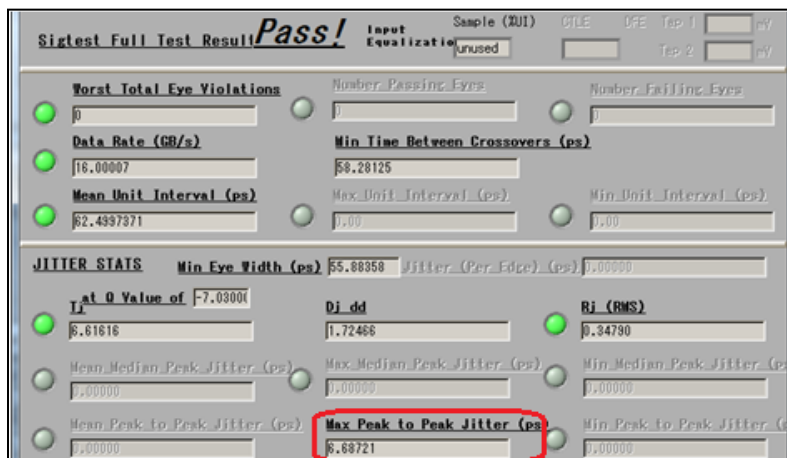 Sigtest Full Test Result Pass! Input Equalizatio Sample (%UI) CTLE DFE Tap 1 mV
unused Tap 2 mV
Worst Total Eye Violations Number Passing Eyes Number Failing Eyes
0 0 0
Data Rate (GB/s) Min Time Between Crossovers (ps)
16.00007 58.28125
Mean Unit Interval (ps) Max Unit Interval (ps) Min Unit Interval (ps)
62.4997371 0.00 0.00
JITTER STATS Min Eye Width (ps) 55.88358 Jitter (Per Edge) (ps) 0.00000
Tj at Q Value of -7.0300( Dj dd Rj (RMS)
6.61616 1.72466 0.34790
Mean Median Peak Jitter (ps) Max Median Peak Jitter (ps) Min Median Peak Jitter (p
0.00000 0.00000 0.00000
Mean Peak to Peak Jitter (ps) Max Peak to Peak Jitter (ps) Min Peak to Peak Jitter (
0.00000 6.68721 0.00000